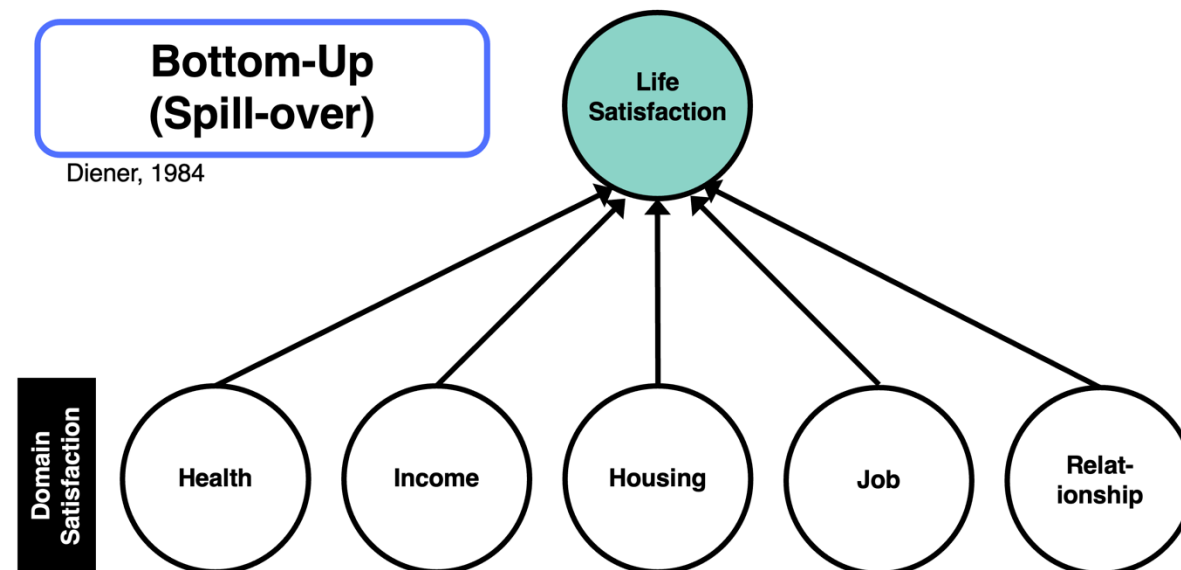 Bottom-Up
(Spill-over)
Diener, 1984
Life
Satisfaction
Domain
Satisfaction
Health
Income
Housing
Job
Relat-
ionship